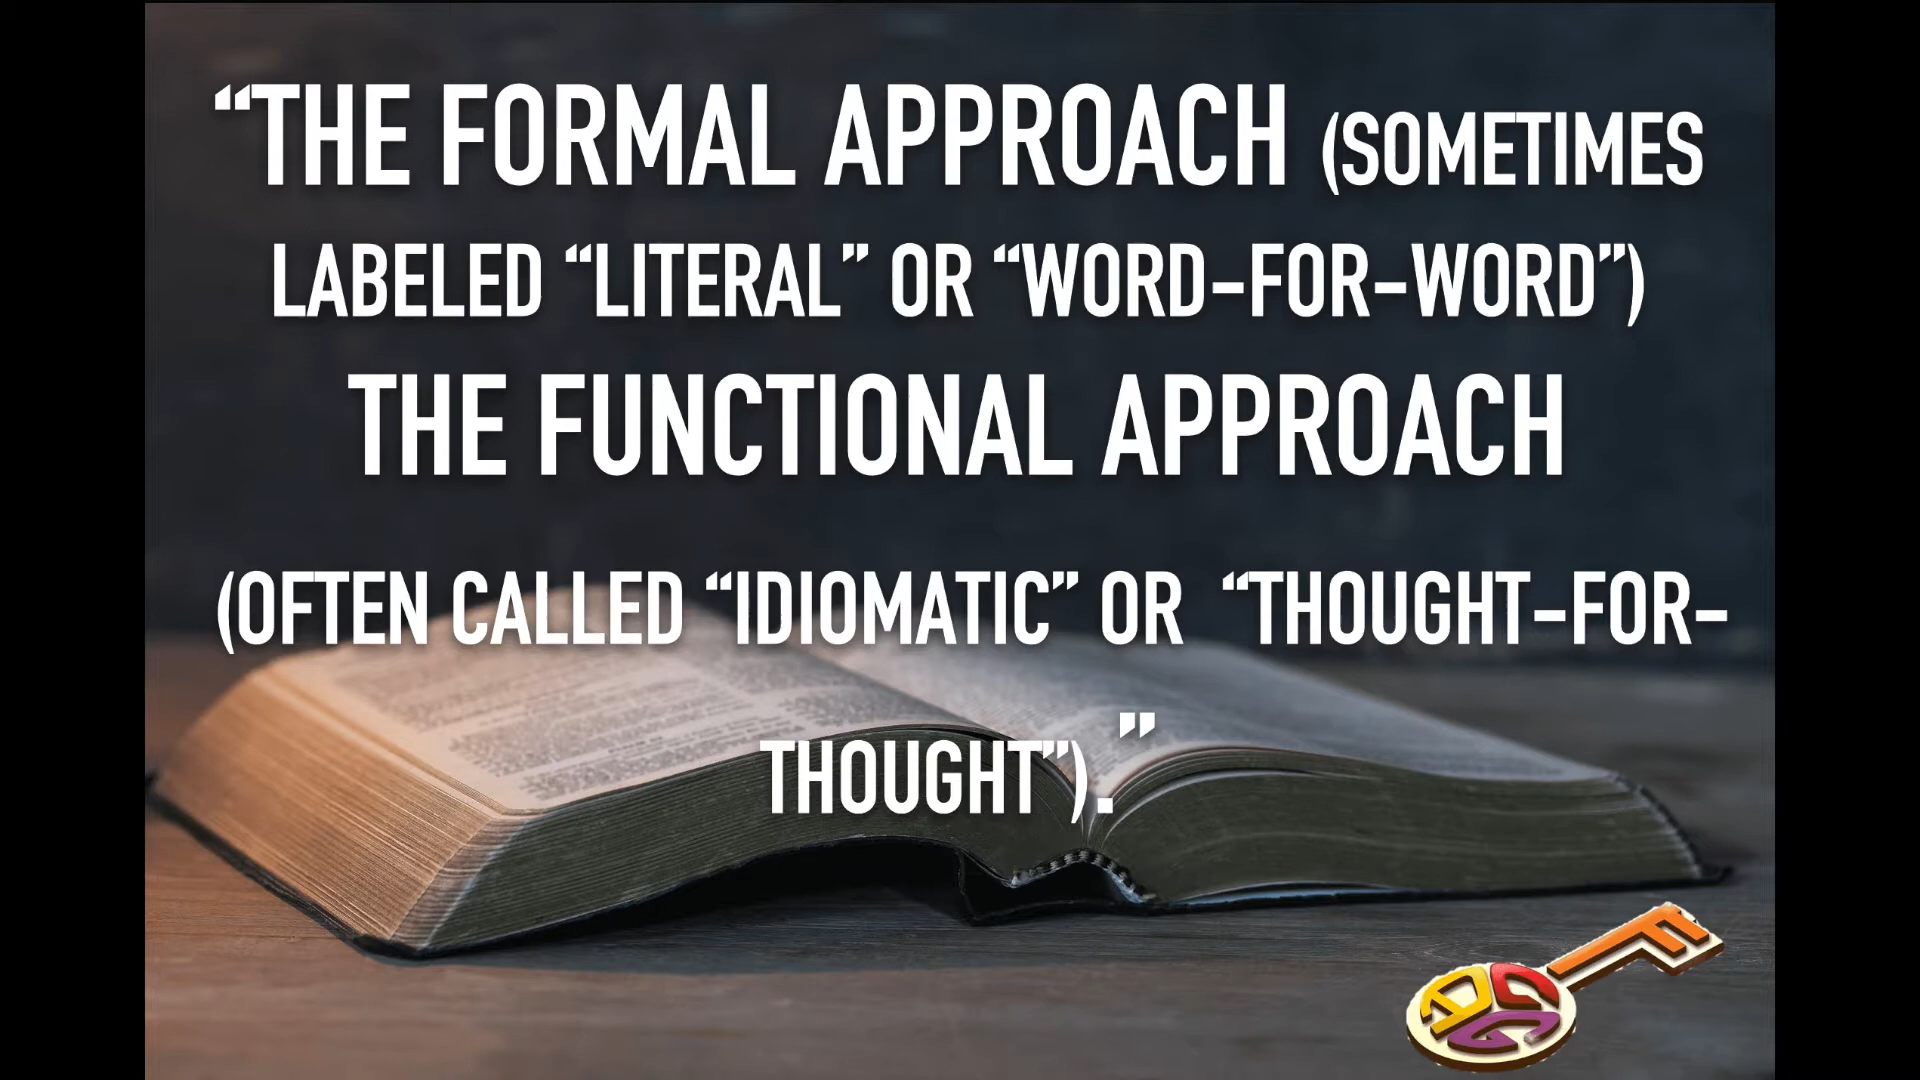 “THE FORMAL APPROACH (SOMETIMES
LABELED “LITERAL” OR “WORD-FOR-WORD”)
THE FUNCTIONAL APPROACH
(OFTEN CALLED “IDIOMATIC” OR “THOUGHT-FOR-
THOUGHT”).”